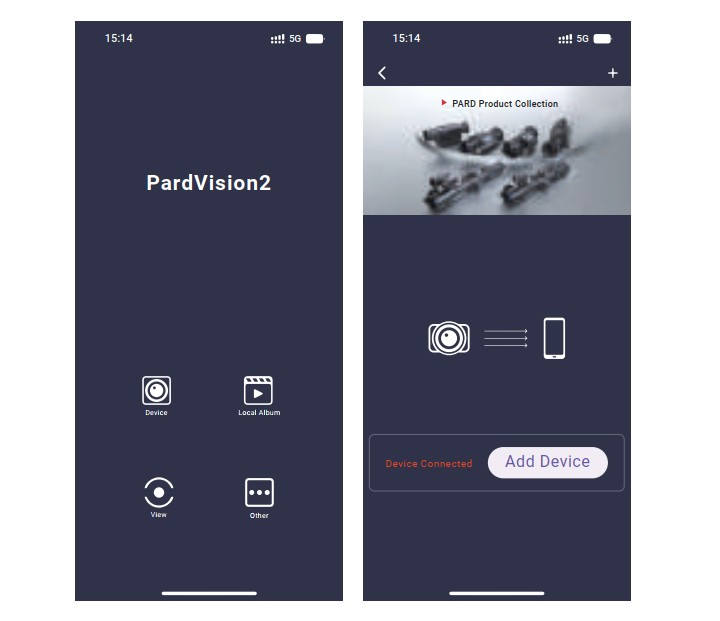 15:14
5G
PardVision2
Device
Local Album
View
Other
15:14
5G
PARD Product Collection
Device Connected
Add Device